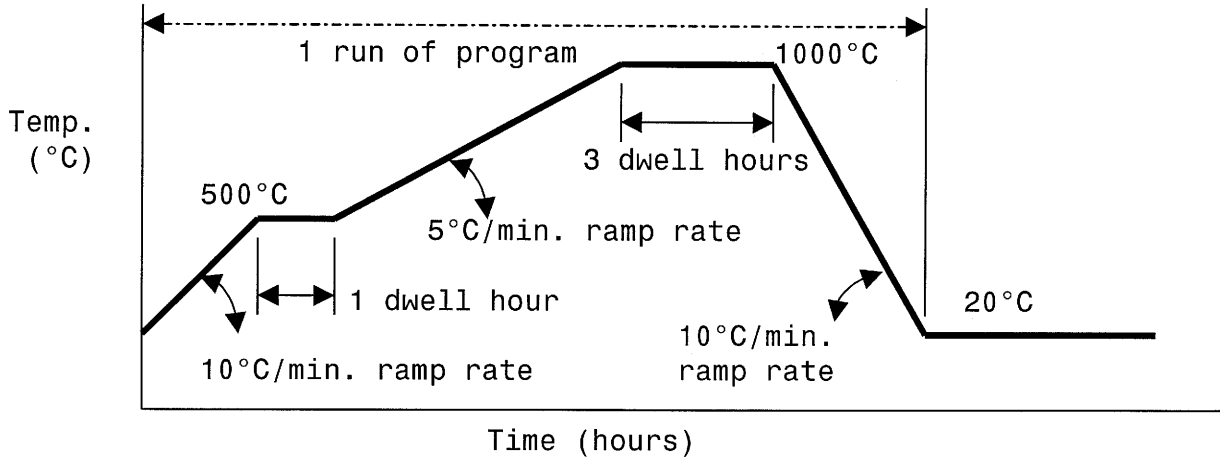 1 run of program
1000°C
Temp.
(°C)
3 dwell hours
500°C
5°C/min. ramp rate
1 dwell hour
20°C
10°C/min.
ramp rate
10°C/min. ramp rate
Time (hours)